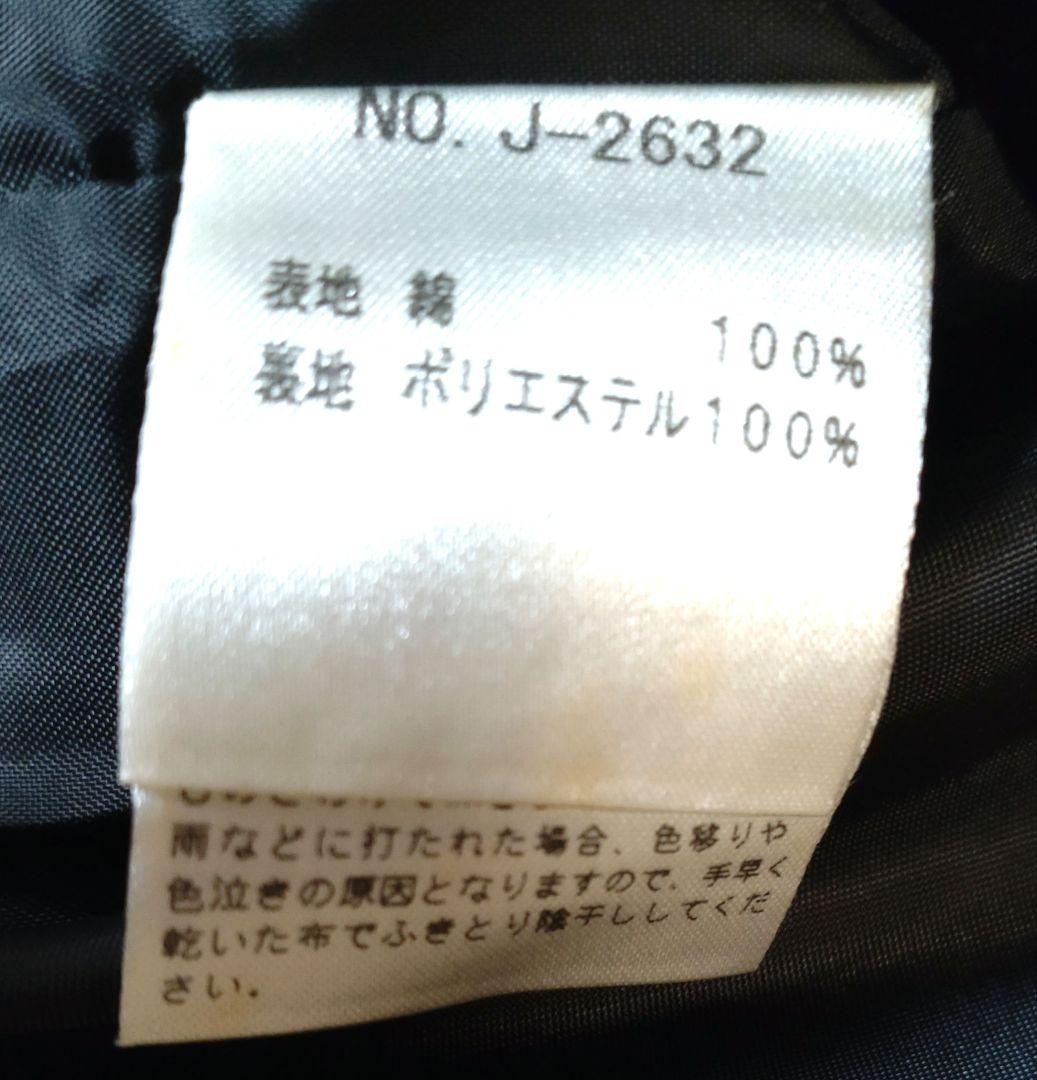 NO. J-2632
表地 綿 100%
裏地 ポリエステル100%
雨などに打たれた場合、色移りや
色泣きの原因となりますので、手早く
乾いた布でふきとり陰干ししてくだ
さい。